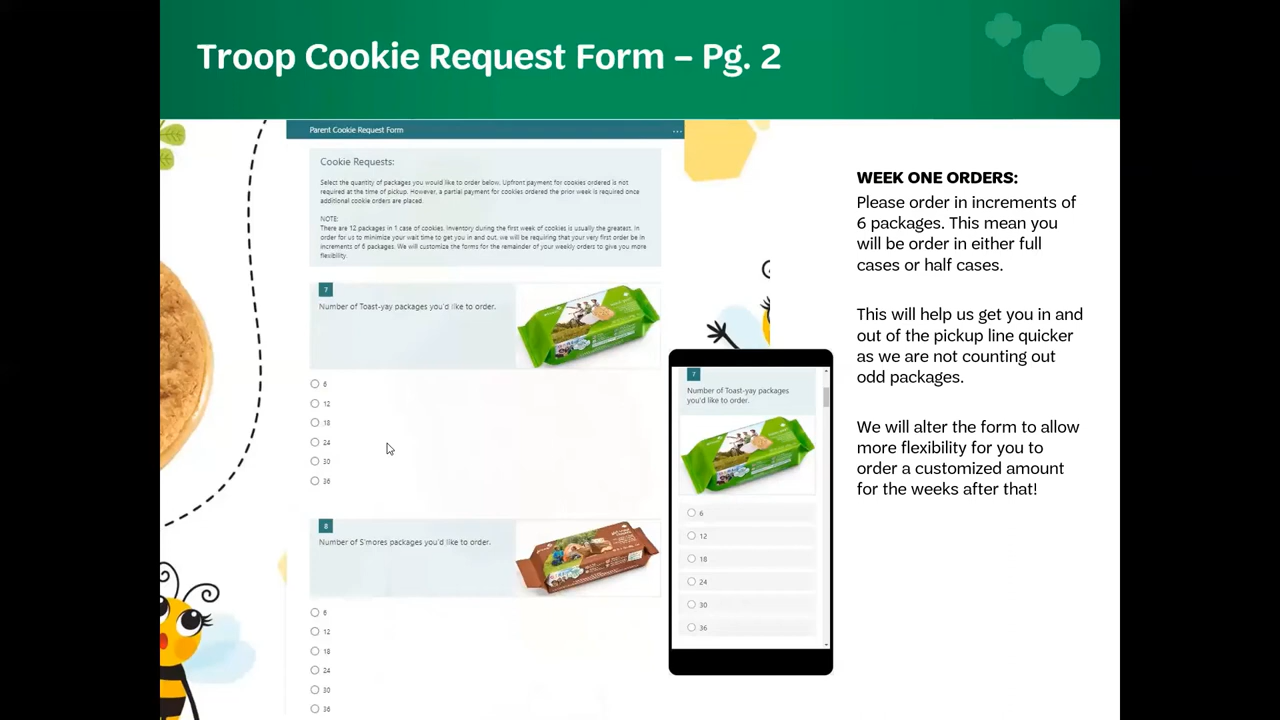 Troop Cookie Request Form – Pg. 2
Parent Cookie Request Form
...
Cookie Requests:
Select the quantity of packages you would like to order below. Upfront payment for cookies ordered is not
required at the time of pickup. However, a partial payment for cookies ordered the prior week is required once
additional cookie orders are placed.
NOTE:
There are 12 packages in 1 case of cookies. Inventory during the first week of cookies is usually the greatest. In
order for us to minimize your wait time to get you in and out, we will be requiring that your very first order be in
increments of 6 packages. We will customize the forms for the remainder of your weekly orders to give you more
flexibility.
7
Number of Toast-yay packages you'd like to order.
6
12
18
24
30
36
8
Number of S'mores packages you'd like to order.
6
12
18
24
30
36
7
Number of Toast-yay packages
you'd like to order.
6
12
18
24
30
36
WEEK ONE ORDERS:
Please order in increments of
6 packages. This mean you
will be order in either full
cases or half cases.
This will help us get you in and
out of the pickup line quicker
as we are not counting out
odd packages.
We will alter the form to allow
more flexibility for you to
order a customized amount
for the weeks after that!